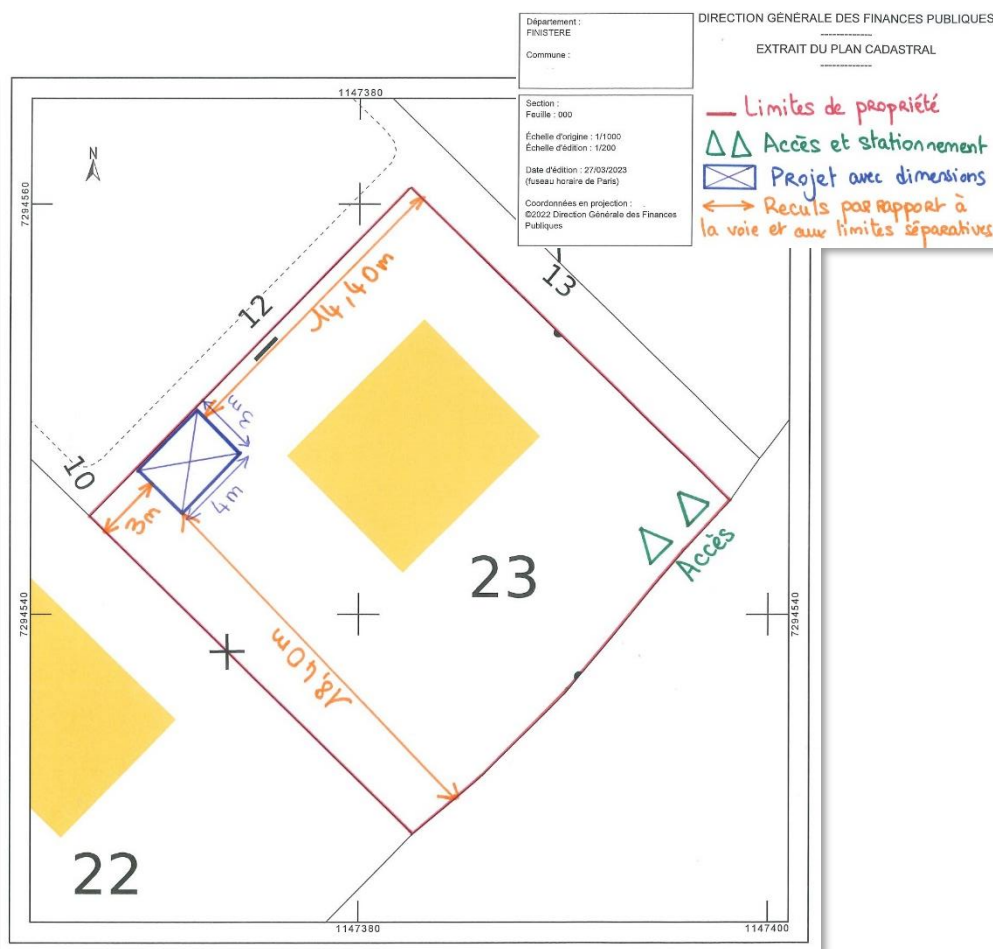 Département :
FINISTERE
Commune :
Section :
Feuille : 000
Échelle d'origine : 1/1000
Échelle d'édition : 1/200
Date d'édition : 27/03/2023
(fuseau horaire de Paris)
Coordonnées en projection :
©2022 Direction Générale des Finances
Publiques
DIRECTION GÉNÉRALE DES FINANCES PUBLIQUES
EXTRAIT DU PLAN CADASTRAL
Limites de propriété
Accès et stationnement
Projet avec dimensions
Reculs par rapport à
la voie et aux limites séparatives
1147380
N
7294560
13
14,40m
12
3m
10
4m
3m
Accès
23
7294540
7294540
18,40m
22
1147380
1147400